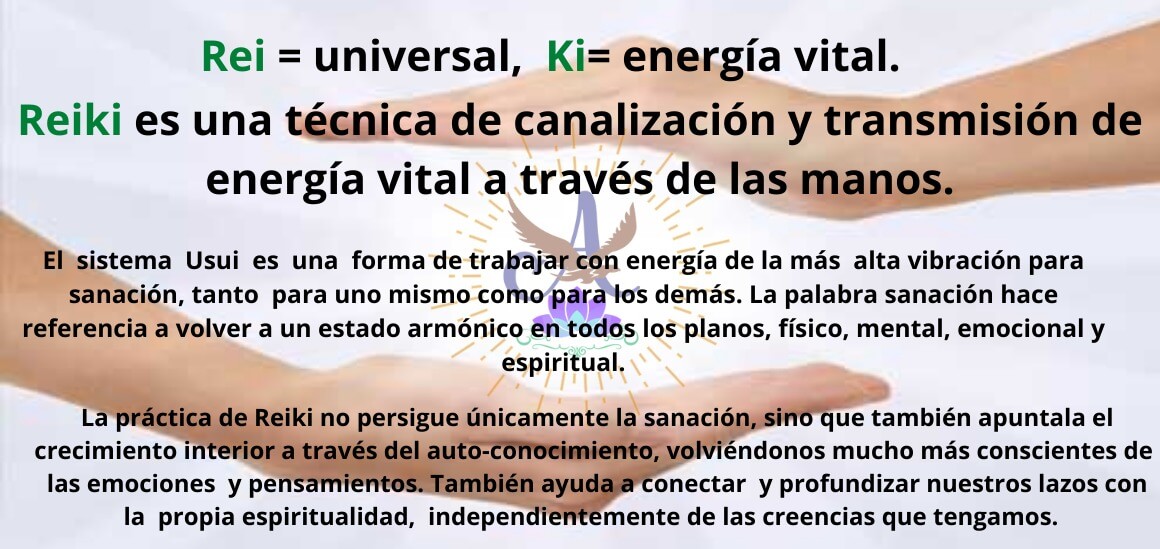 Rei = universal, Ki= energía vital.
Reiki es una técnica de canalización y transmisión de
energía vital a través de las manos.
El sistema Usui es una forma de trabajar con energía de la más alta vibración para
sanación, tanto para uno mismo como para los demás. La palabra sanación hace
referencia a volver a un estado armónico en todos los planos, físico, mental, emocional y
espiritual.
La práctica de Reiki no persigue únicamente la sanación, sino que también apuntala el
crecimiento interior a través del auto-conocimiento, volviéndonos mucho más conscientes de
las emociones y pensamientos. También ayuda a conectar y profundizar nuestros lazos con
la propia espiritualidad, independientemente de las creencias que tengamos.